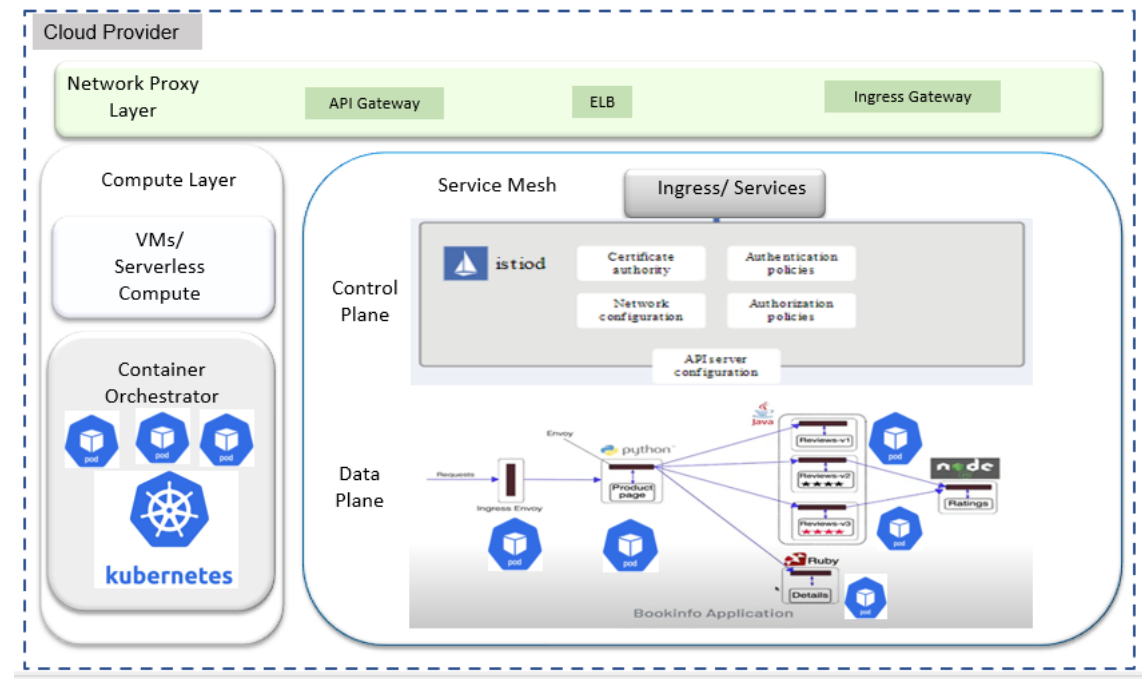 Cloud Provider
Network Proxy
Layer
API Gateway
ELB
Ingress Gateway
Compute Layer
VMs/
Serverless
Compute
Container
Orchestrator
pod
pod
pod
kubernetes
Service Mesh
Ingress/ Services
Control
Plane
istiod
Certificate
authority
Authentication
policies
Network
configuration
Authorization
policies
API server
configuration
Data
Plane
Requests
Ingress Envoy
pod
Envoy
python
Product
page
pod
Java
Reviews-v1
Reviews-v2
Reviews-v3
pod
pod
node
Ratings
Ruby
Details
pod
BookInfo Application